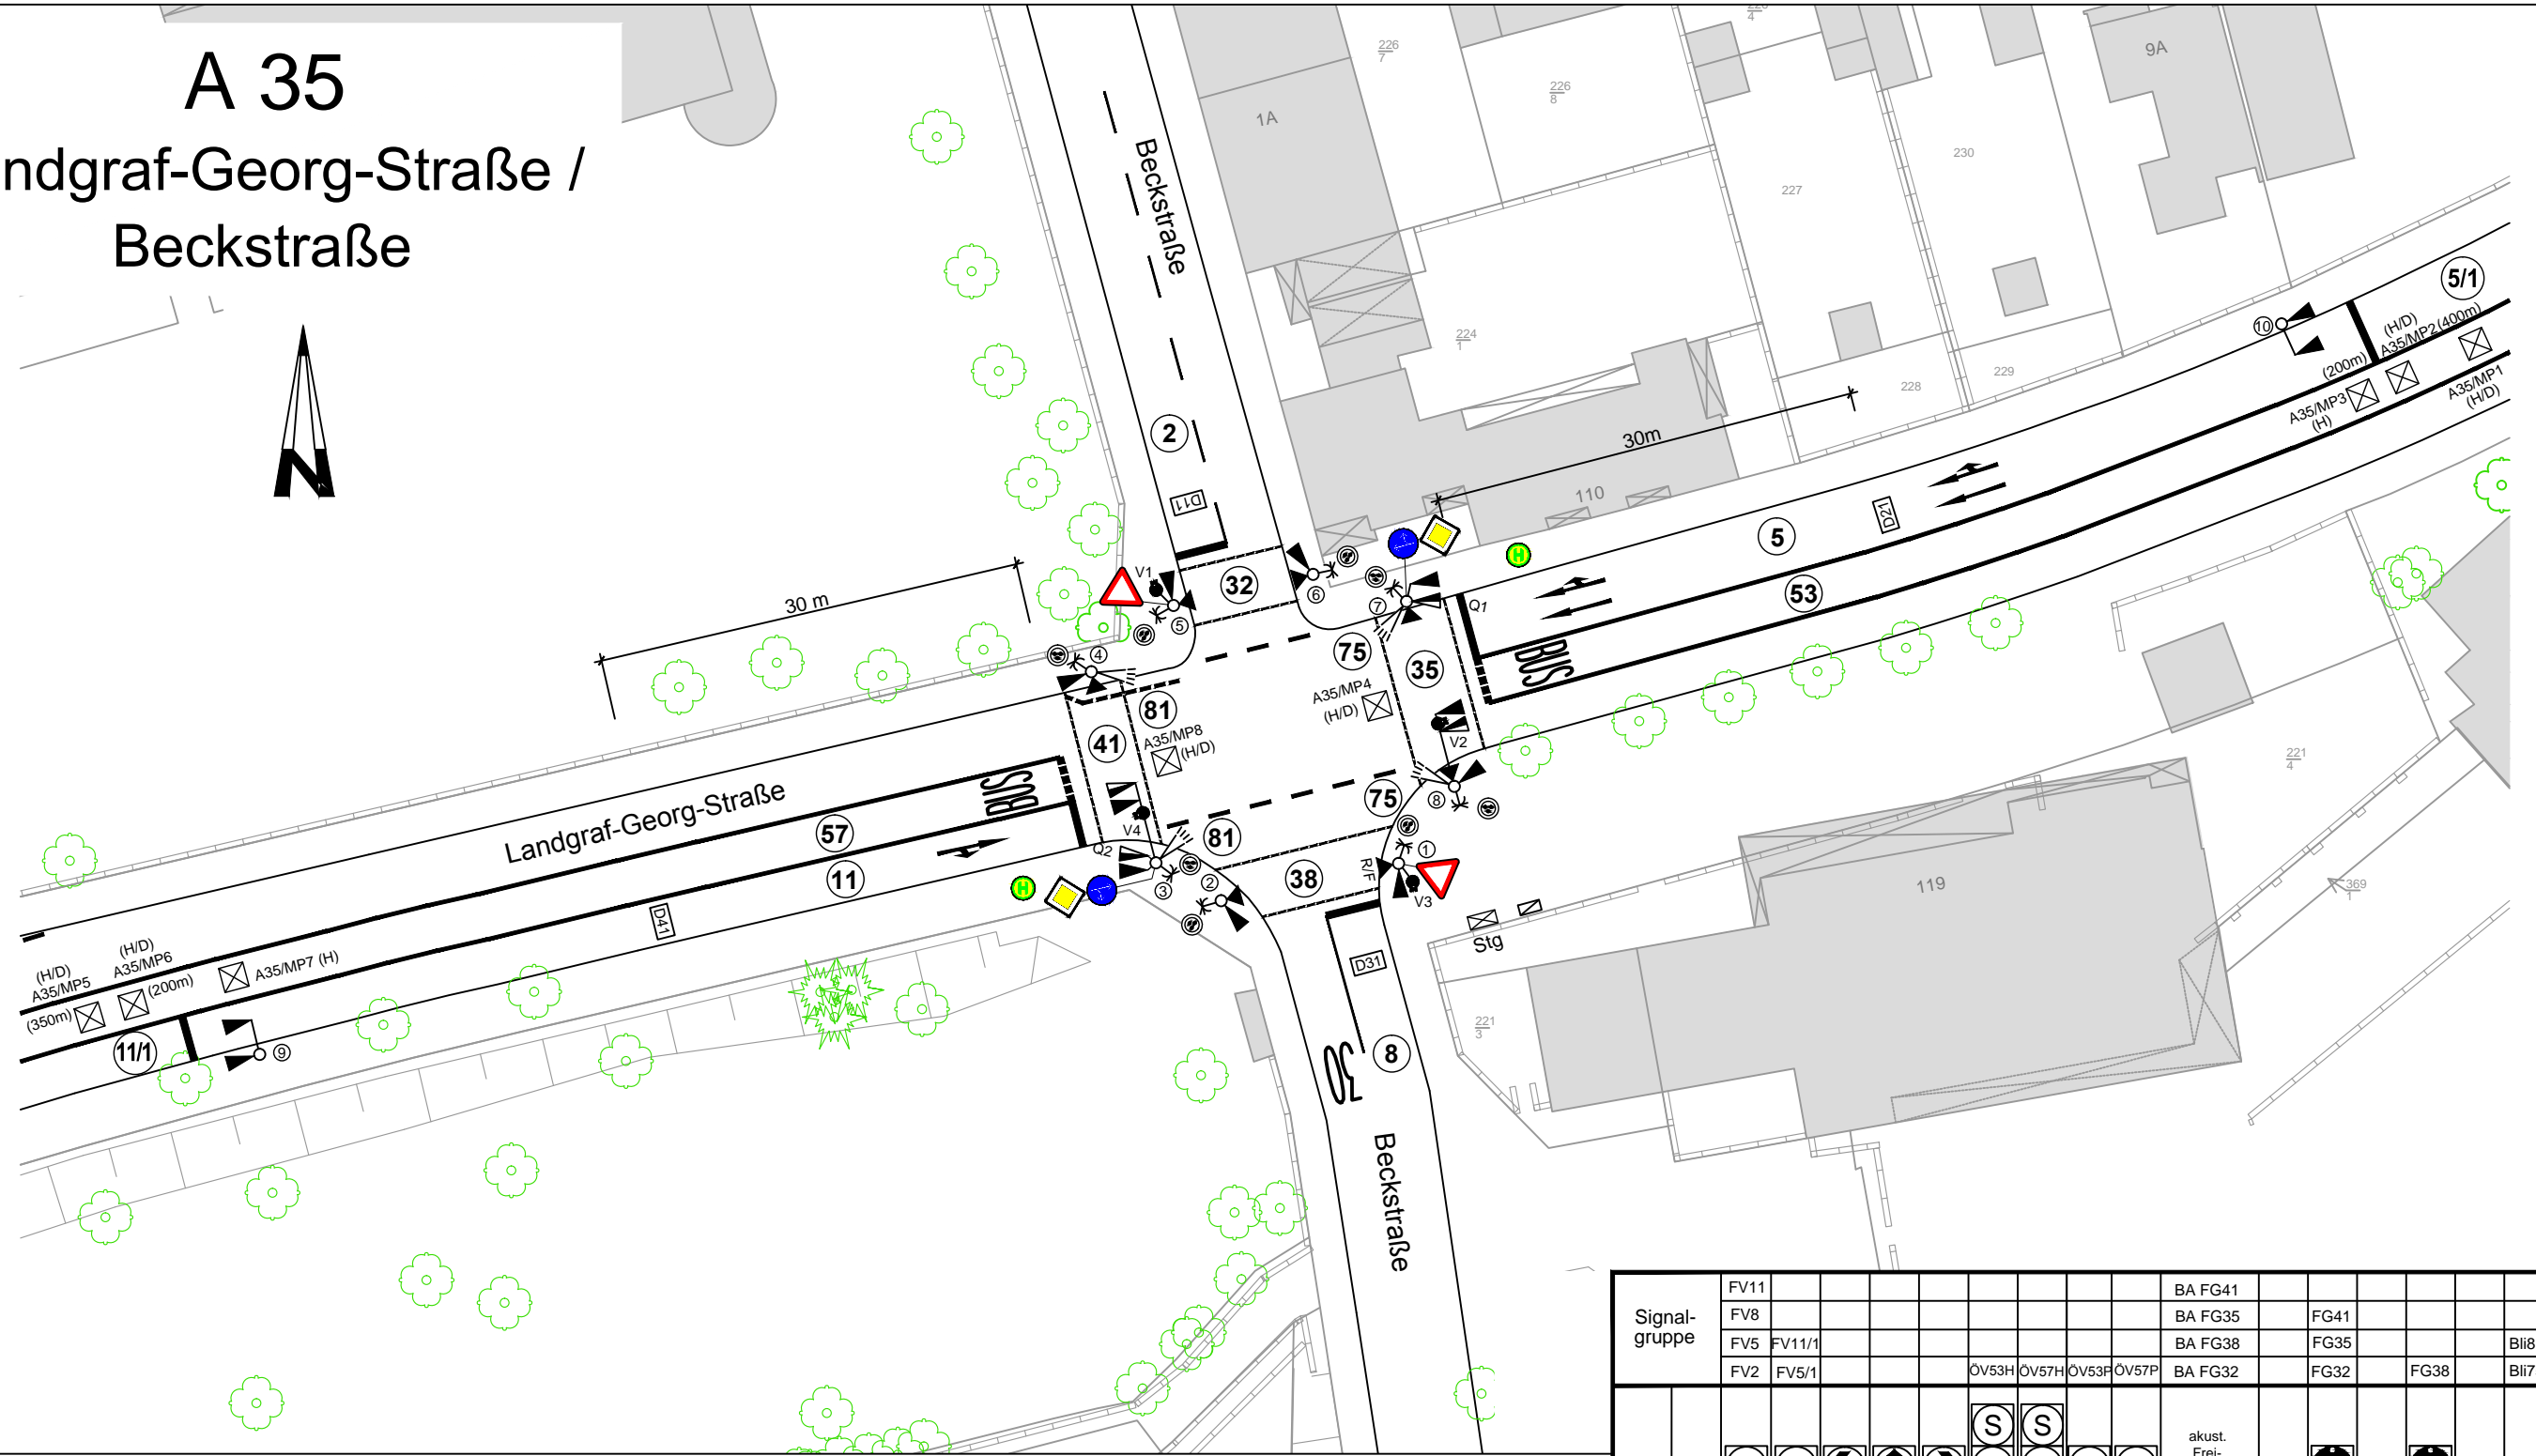 A 35
ndgraf-Georg-Straße /
Beckstraße
N
Beckstraße
2
D11
1A
226
7
226
8
226
4
9A
227
230
224
1
228
229
110
30m
5/1
10
(H/D)
A35/MP2(400m)
(200m)
A35/MP3
(H)
A35/MP1
(H/D)
D21
5
53
BUS
H
Q1
7
6
32
V1
5
4
30 m
75
35
A35/MP4
(H/D)
V2
81
41
A35/MP8
(H/D)
BUS
Landgraf-Georg-Straße
57
11
V4
Q2
3
81
2
75
8
1
R/F
V3
38
H
D41
D31
Stg
119
221
4
369
1
221
3
(H/D)
A35/MP5
(H/D)
A35/MP6
(200m)
A35/MP7 (H)
(350m)
11/1
9
30
8
Beckstraße
Signal-
gruppe
FV11 BA FG41
FV8 BA FG35 FG41
FV5 FV11/1 BA FG38 FG35 Bli8
FV2 FV5/1 ÖV53H ÖV57H ÖV53P ÖV57P BA FG32 FG32 FG38 Bli7
S S
akust.
Frei-